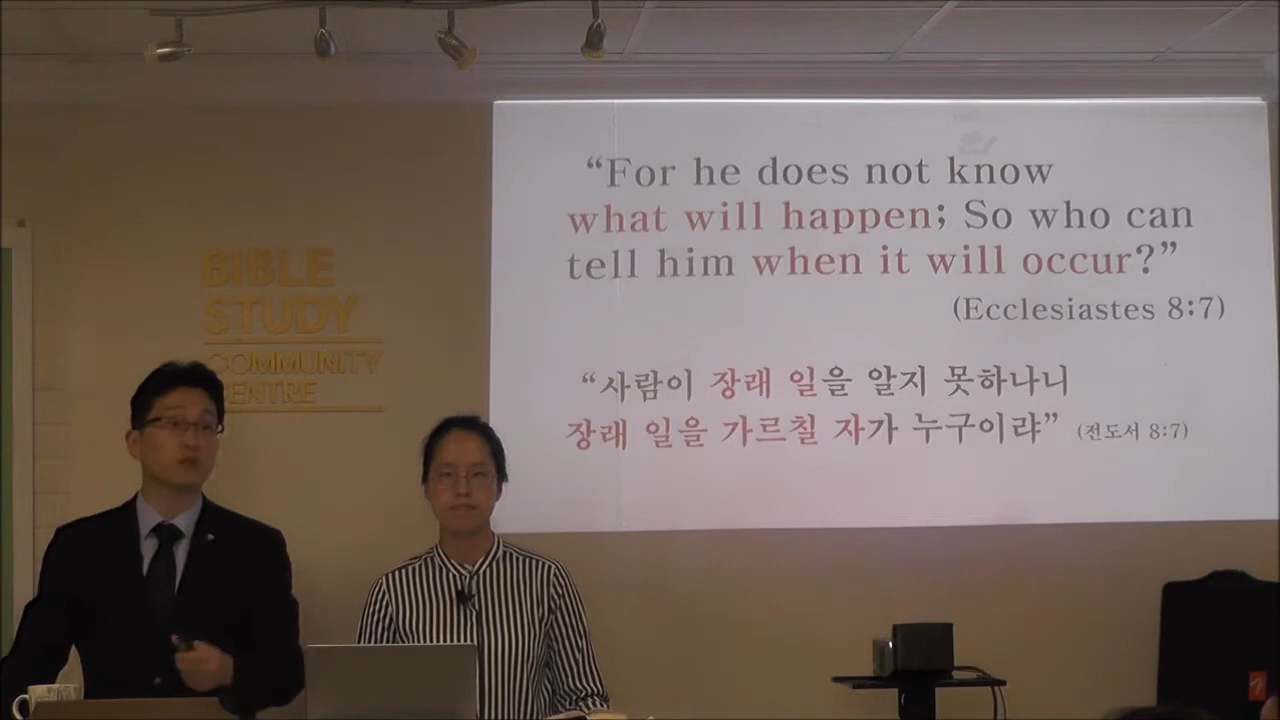 “For he does not know
what will happen; So who can
tell him when it will occur?”
(Ecclesiastes 8:7)
“사람이 장래 일을 알지 못하나니
장래 일을 가르칠 자가 누구이랴” (전도서 8:7)
BIBLE
STUDY
COMMUNITY
CENTRE